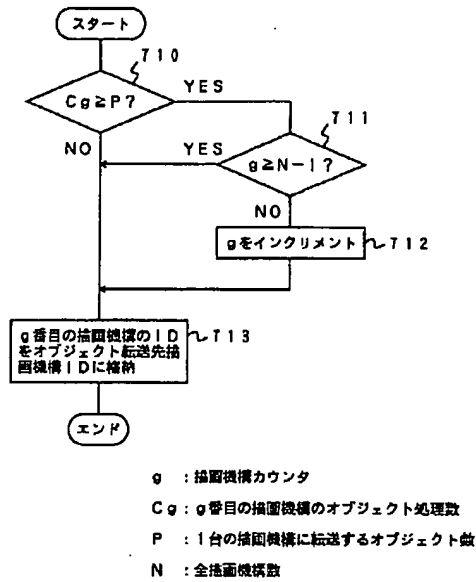 スタート
710
Cg≧P?
YES
NO
711
g≧N-1?
YES
NO
gをインクリメント
712
g番目の描画機構のID
をオブジェクト転送先描
画機構IDに格納
713
エンド
g :描画機構カウンタ
Cg:g番目の描画機構のオブジェクト処理数
P :1台の描画機構に転送するオブジェクト数
N :全描画機構数